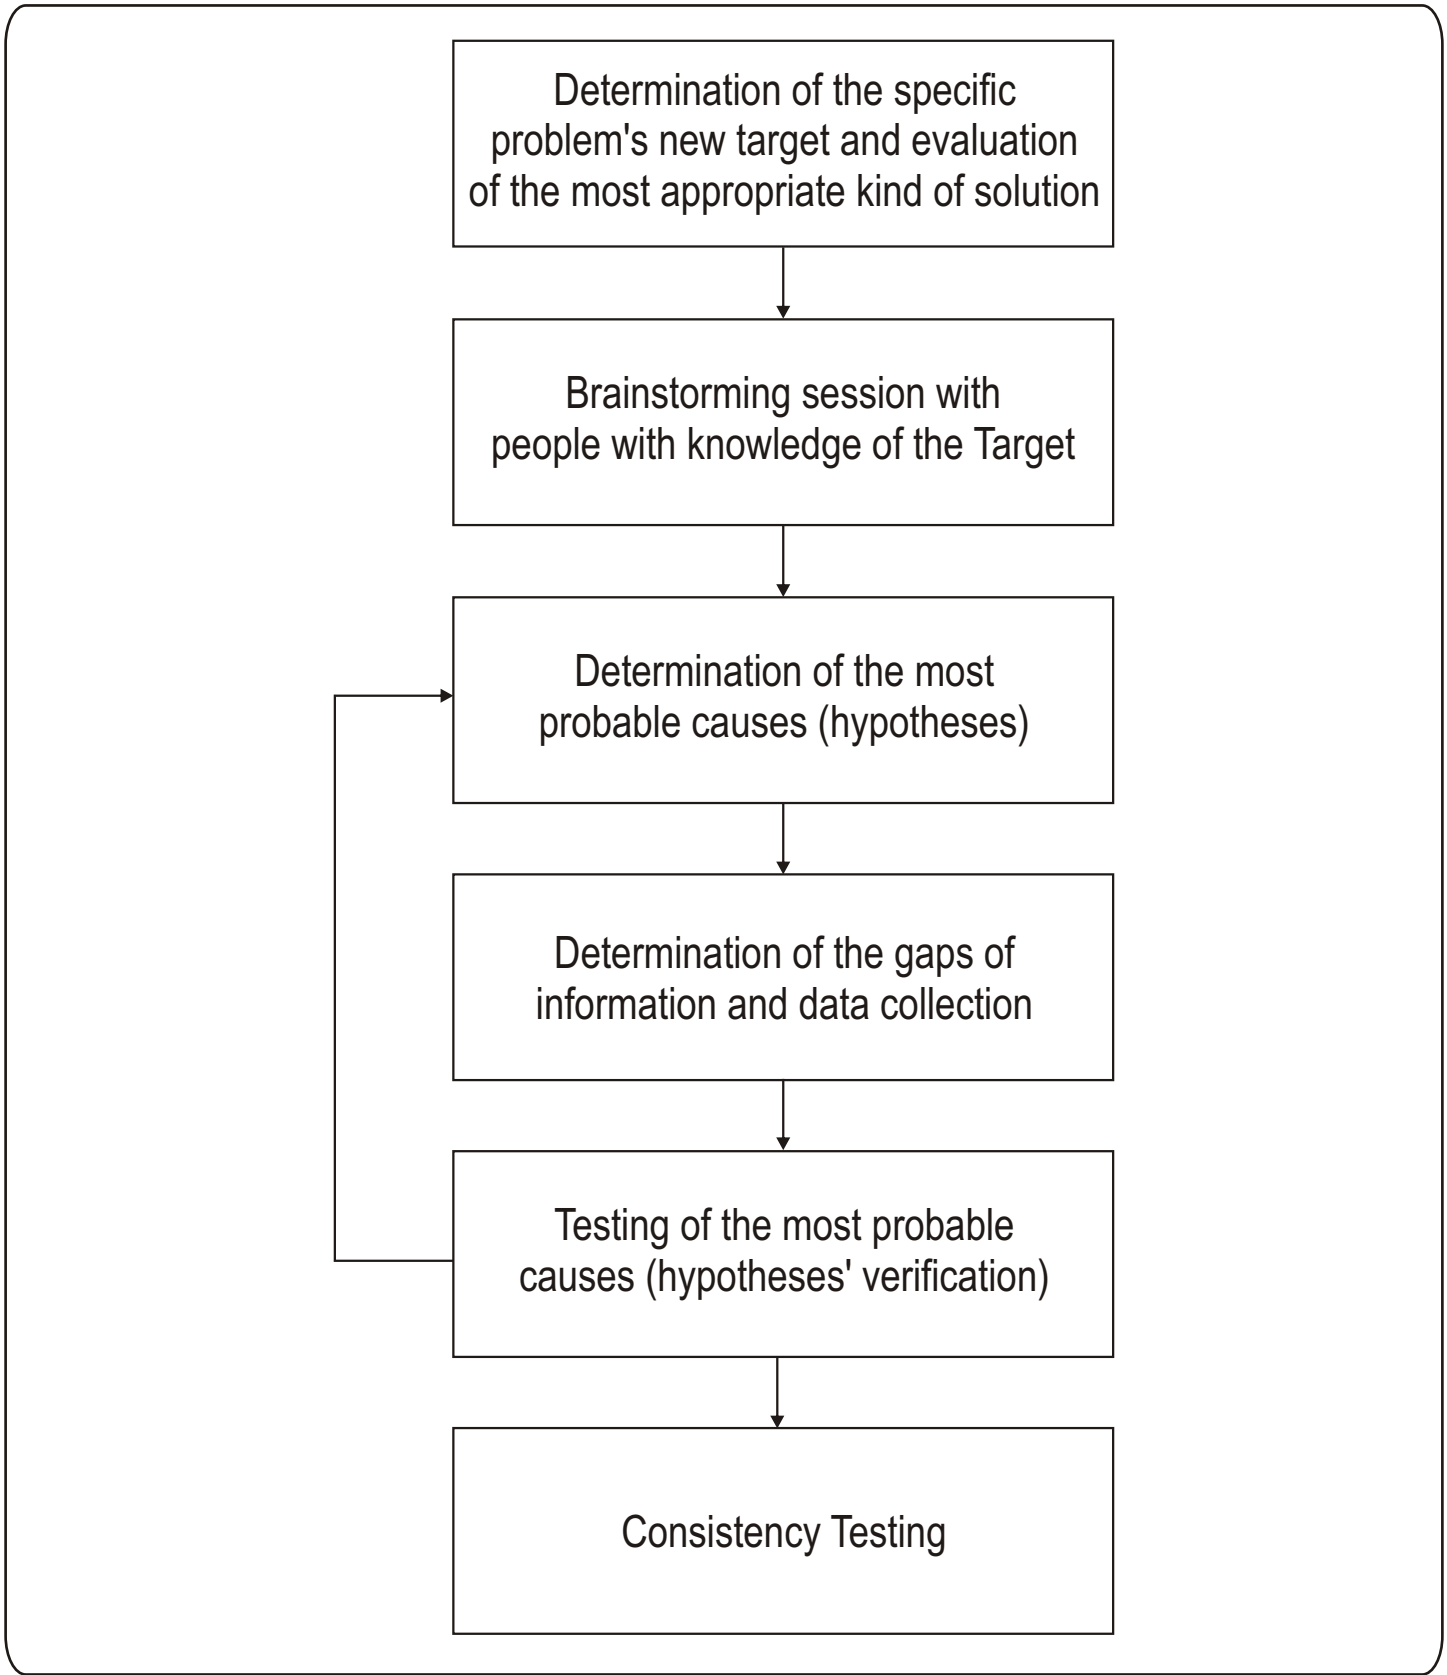 Determination of the specific
problem's new target and evaluation
of the most appropriate kind of solution
Brainstorming session with
people with knowledge of the Target
Determination of the most
probable causes (hypotheses)
Determination of the gaps of
information and data collection
Testing of the most probable
causes (hypotheses' verification)
Consistency Testing